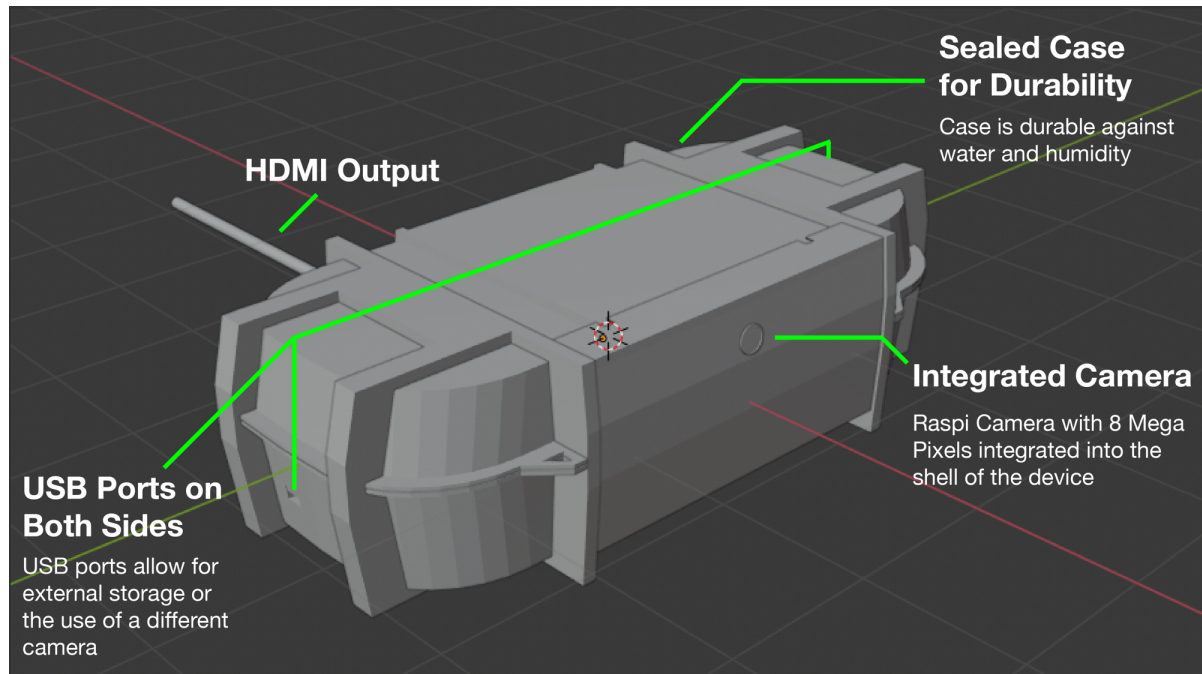 Sealed Case
for Durability
Case is durable against
water and humidity
HDMI Output
Integrated Camera
Raspi Camera with 8 Mega
Pixels integrated into the
shell of the device
USB Ports on
Both Sides
USB ports allow for
external storage or
the use of a different
camera